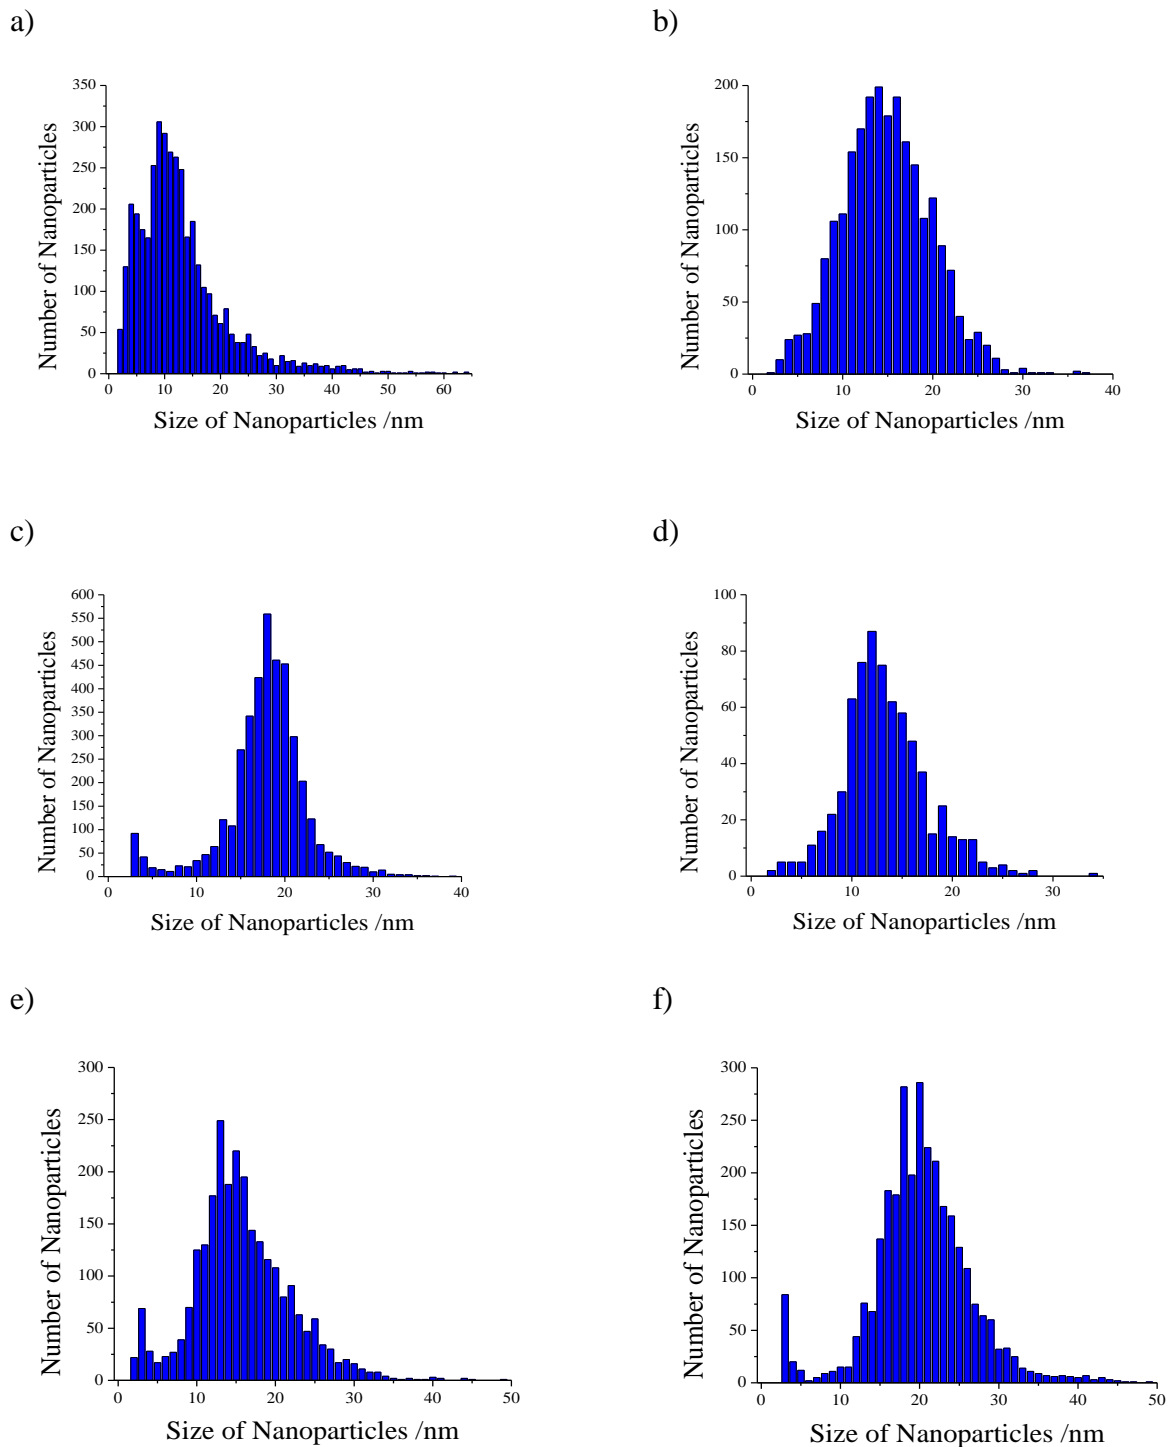 a)
b)
350
300
250
200
150
100
50
0
Number of Nanoparticles
0 10 20 30 40 50 60
Size of Nanoparticles /nm
200
150
100
50
0
Number of Nanoparticles
0 10 20 30 40
Size of Nanoparticles /nm
c)
d)
600
550
500
450
400
350
300
250
200
150
100
50
0
Number of Nanoparticles
0 10 20 30 40
Size of Nanoparticles /nm
100
80
60
40
20
0
Number of Nanoparticles
0 10 20 30
Size of Nanoparticles /nm
e)
f)
300
250
200
150
100
50
0
Number of Nanoparticles
0 10 20 30 40 50
Size of Nanoparticles /nm
300
250
200
150
100
50
0
Number of Nanoparticles
0 10 20 30 40 50
Size of Nanoparticles /nm